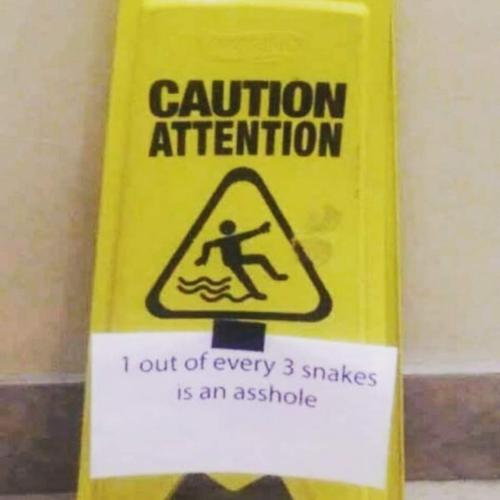 CAUTION
ATTENTION
1 out of every 3 snakes
is an asshole